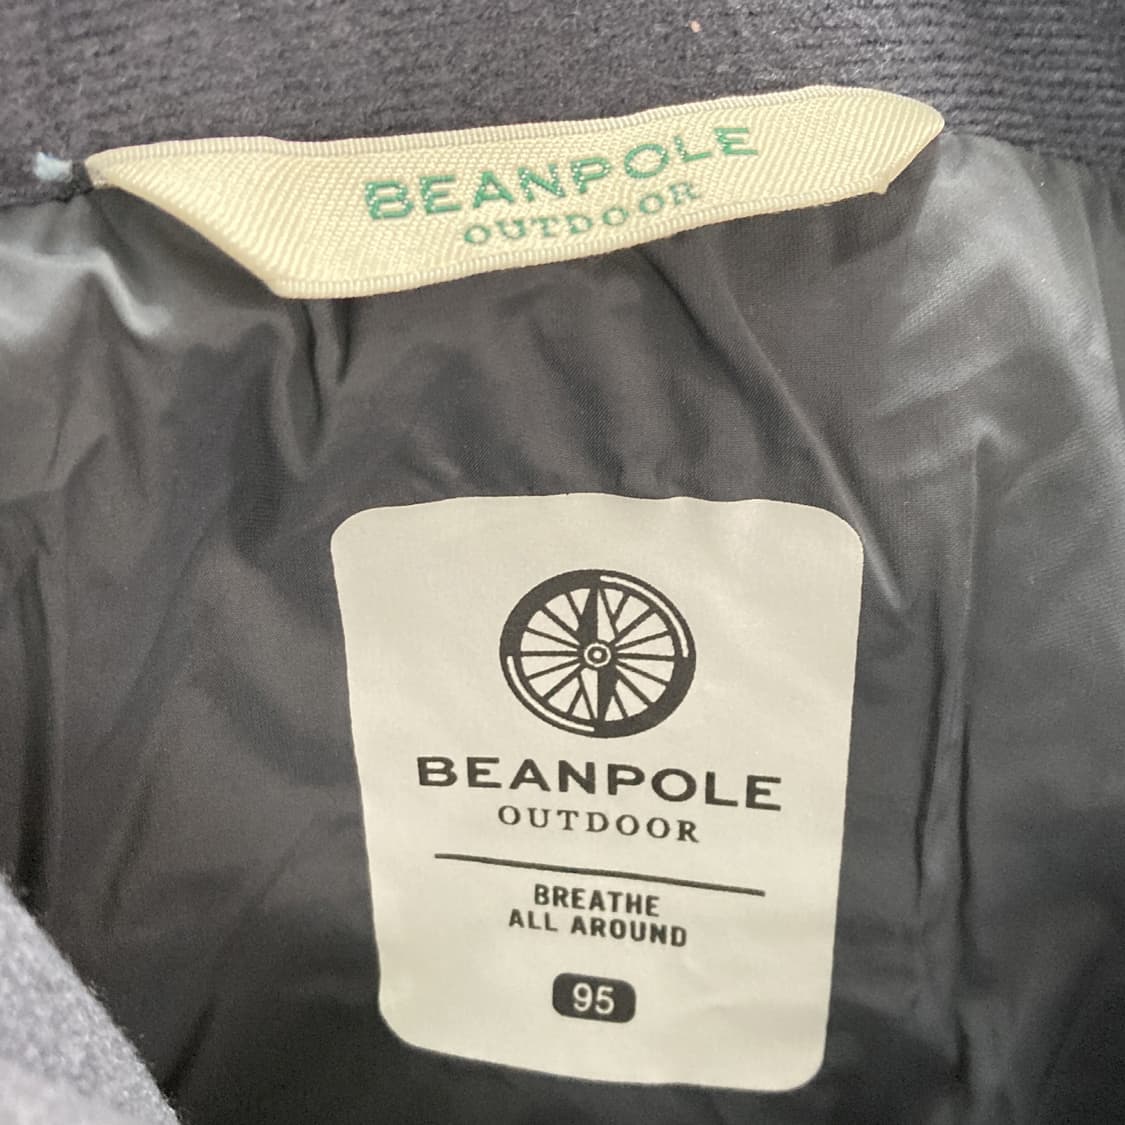 BEANPOLE
OUTDOOR
BEANPOLE
OUTDOOR
BREATHE
ALL AROUND
95